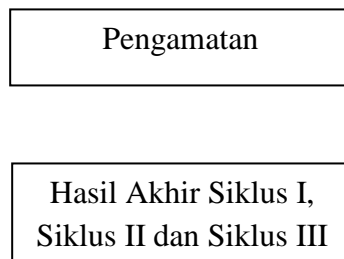 Pengamatan
Hasil Akhir Siklus I,
Siklus II dan Siklus III